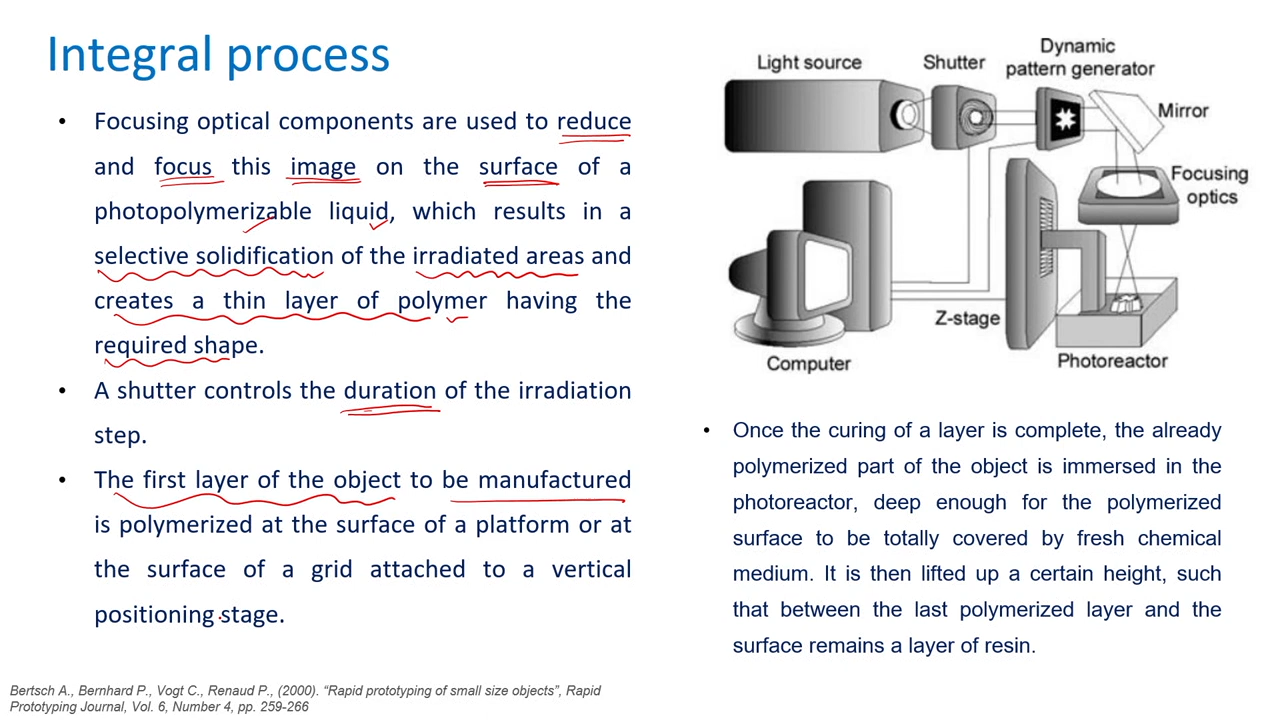 Integral process
• Focusing optical components are used to reduce
and focus this image on the surface of a
photopolymerizable liquid, which results in a
selective solidification of the irradiated areas and
creates a thin layer of polymer having the
required shape.
• A shutter controls the duration of the irradiation
step.
• The first layer of the object to be manufactured
is polymerized at the surface of a platform or at
the surface of a grid attached to a vertical
positioning stage.
Light source
Shutter
Dynamic
pattern generator
Mirror
Focusing
optics
Z-stage
Computer
Photoreactor
• Once the curing of a layer is complete, the already
polymerized part of the object is immersed in the
photoreactor, deep enough for the polymerized
surface to be totally covered by fresh chemical
medium. It is then lifted up a certain height, such
that between the last polymerized layer and the
surface remains a layer of resin.
Bertsch A., Bernhard P., Vogt C., Renaud P., (2000). “Rapid prototyping of small size objects”, Rapid
Prototyping Journal, Vol. 6, Number 4, pp. 259-266